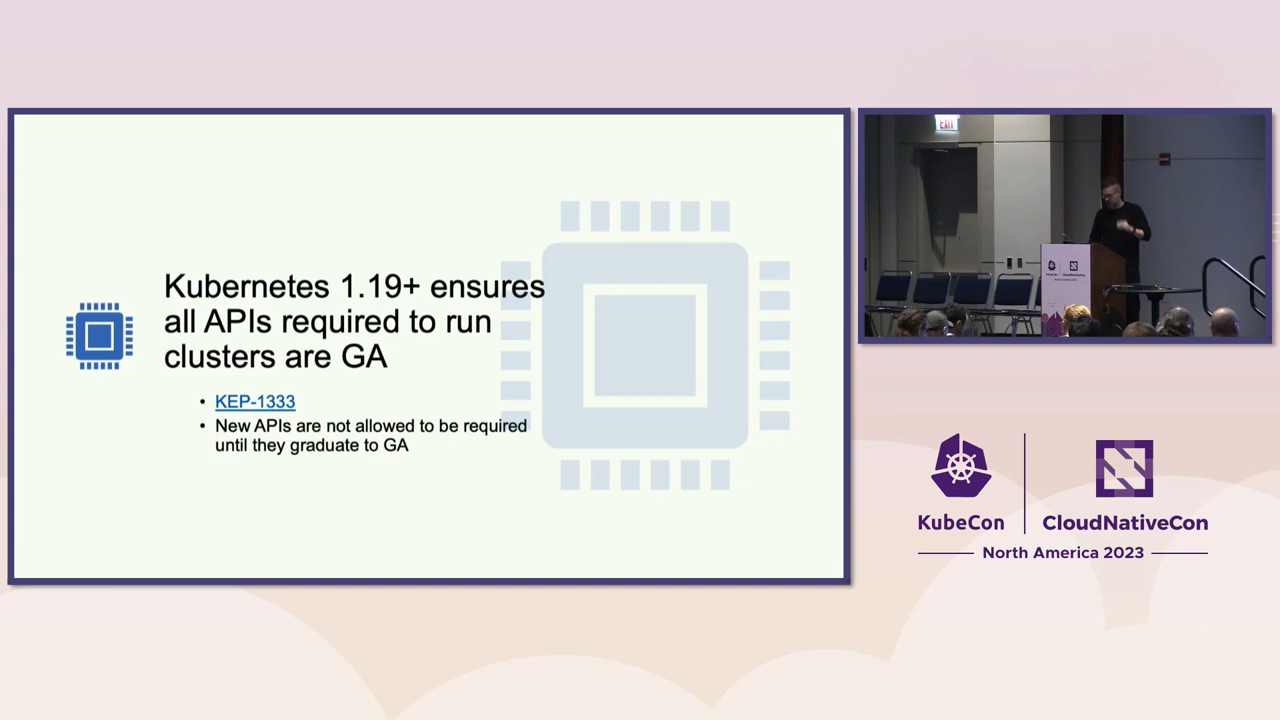 Kubernetes 1.19+ ensures
all APIs required to run
clusters are GA
• KEP-1333
• New APIs are not allowed to be required
until they graduate to GA
EXIT
KubeCon
CloudNativeCon
North America 2023